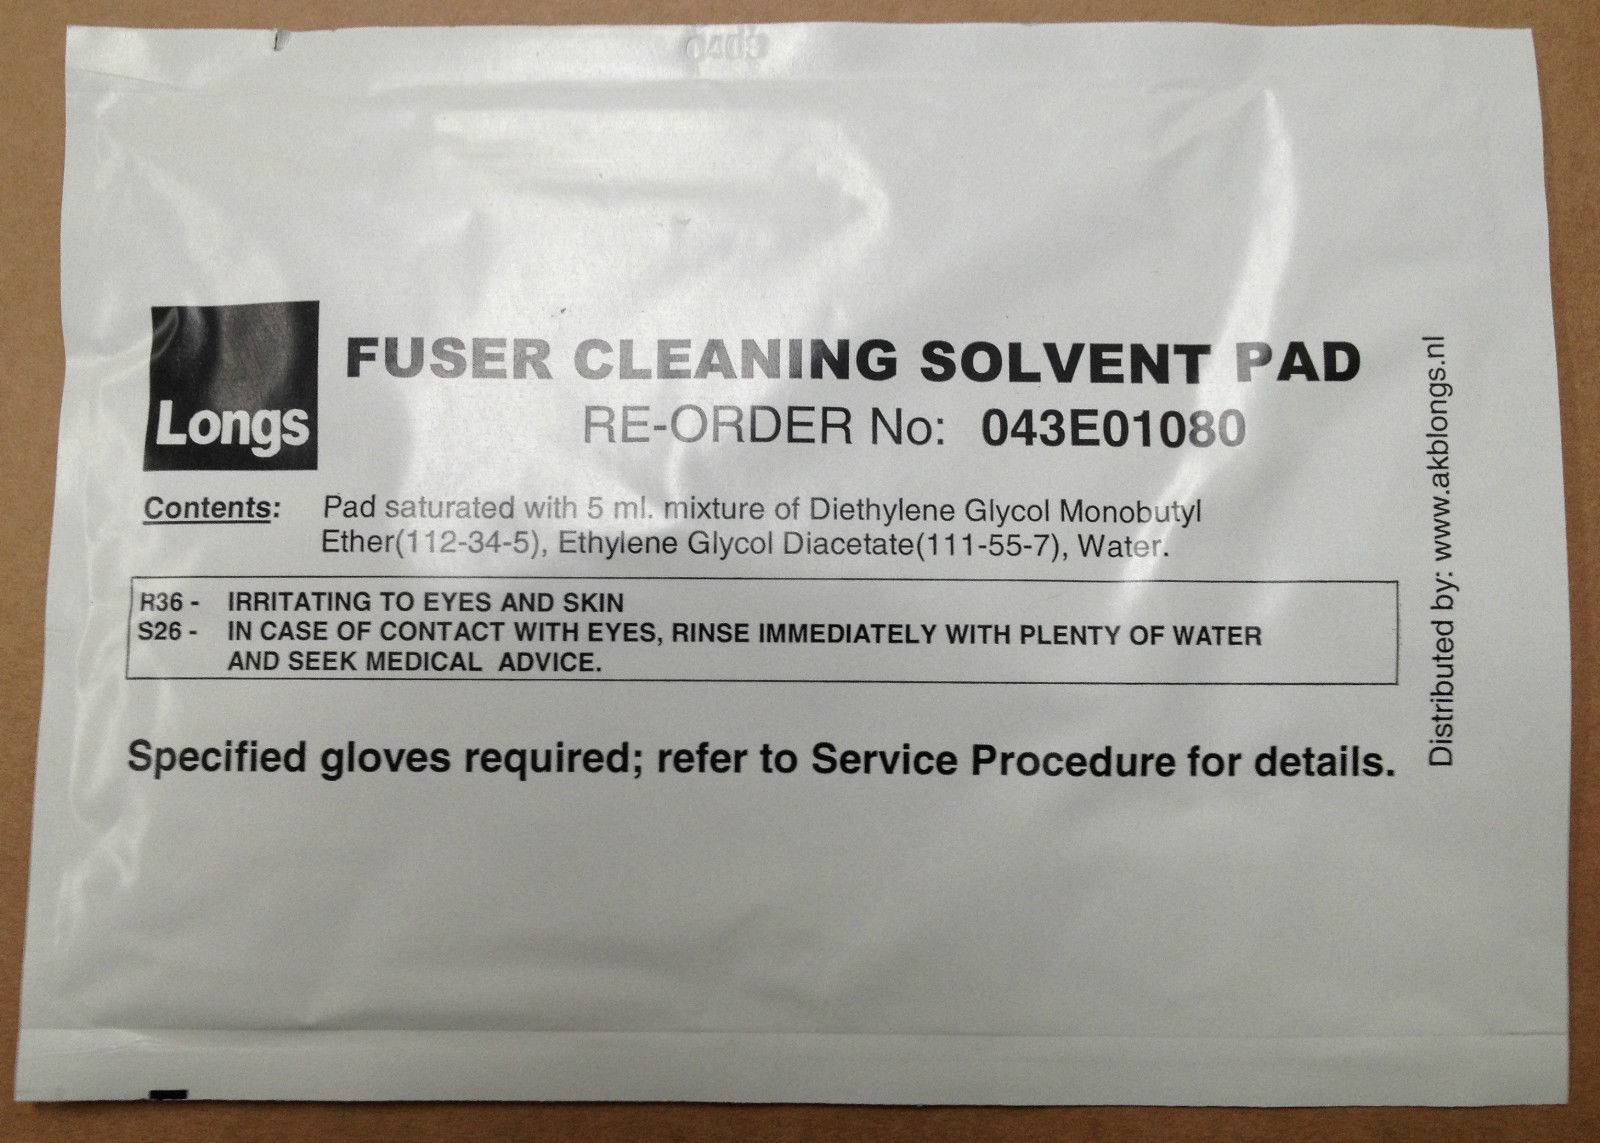 Longs
FUSER CLEANING SOLVENT PAD
RE-ORDER No: 043E01080
Contents: Pad saturated with 5 ml. mixture of Diethylene Glycol Monobutyl
Ether(112-34-5), Ethylene Glycol Diacetate(111-55-7), Water.
R36 - IRRITATING TO EYES AND SKIN
S26 - IN CASE OF CONTACT WITH EYES, RINSE IMMEDIATELY WITH PLENTY OF WATER
AND SEEK MEDICAL ADVICE.
Specified gloves required; refer to Service Procedure for details.
Distributed by: www.akblongs.nl